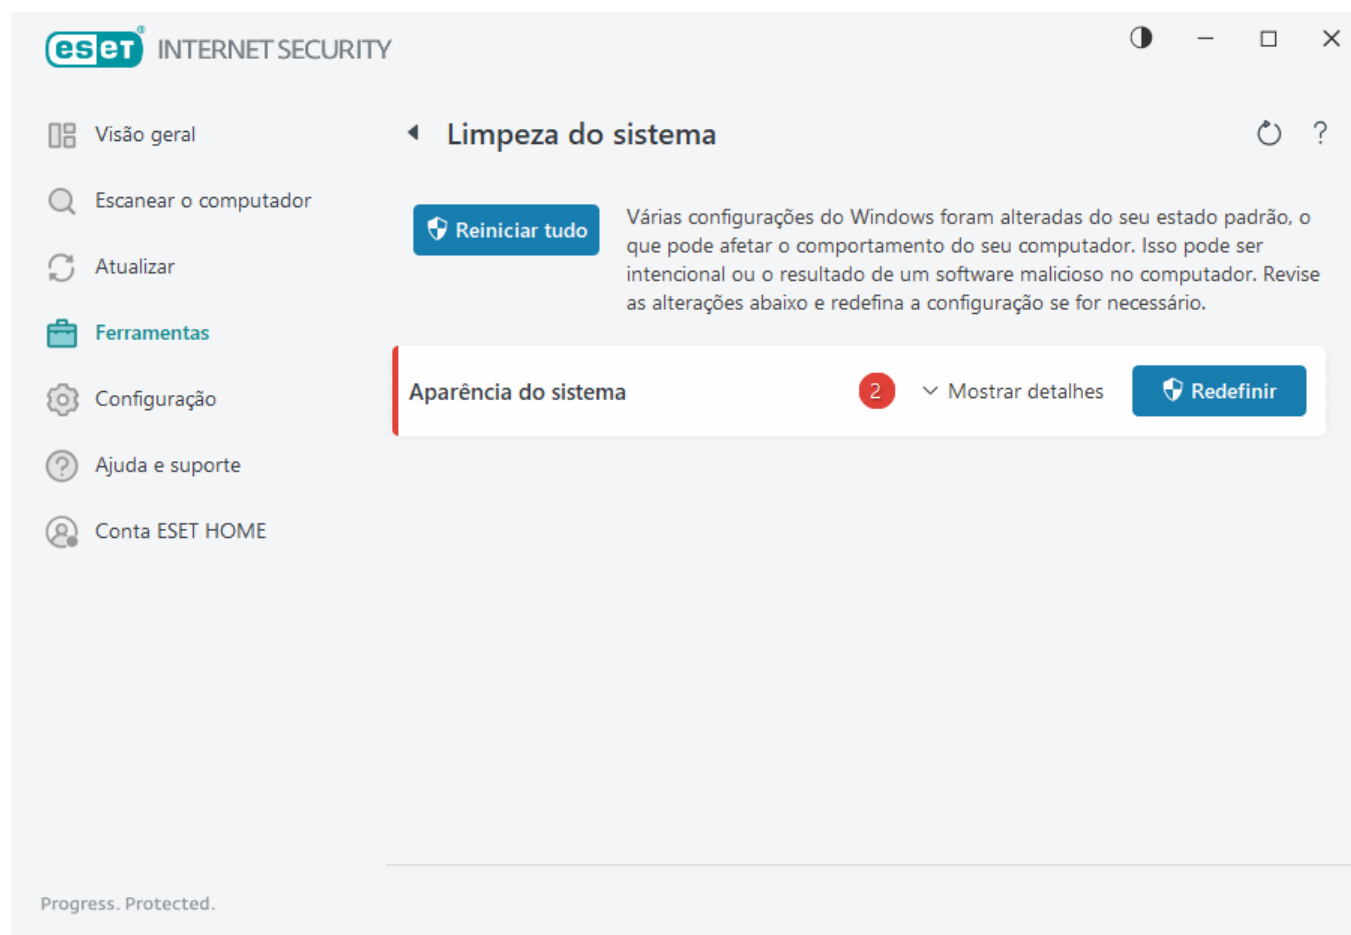 eset® INTERNET SECURITY
Visão geral
Escanear o computador
Atualizar
Ferramentas
Configuração
Ajuda e suporte
Conta ESET HOME
Limpeza do sistema
?
Reiniciar tudo
Várias configurações do Windows foram alteradas do seu estado padrão, o
que pode afetar o comportamento do seu computador. Isso pode ser
intencional ou o resultado de um software malicioso no computador. Revise
as alterações abaixo e redefina a configuração se for necessário.
Aparência do sistema
2
Mostrar detalhes
Redefinir
Progress. Protected.